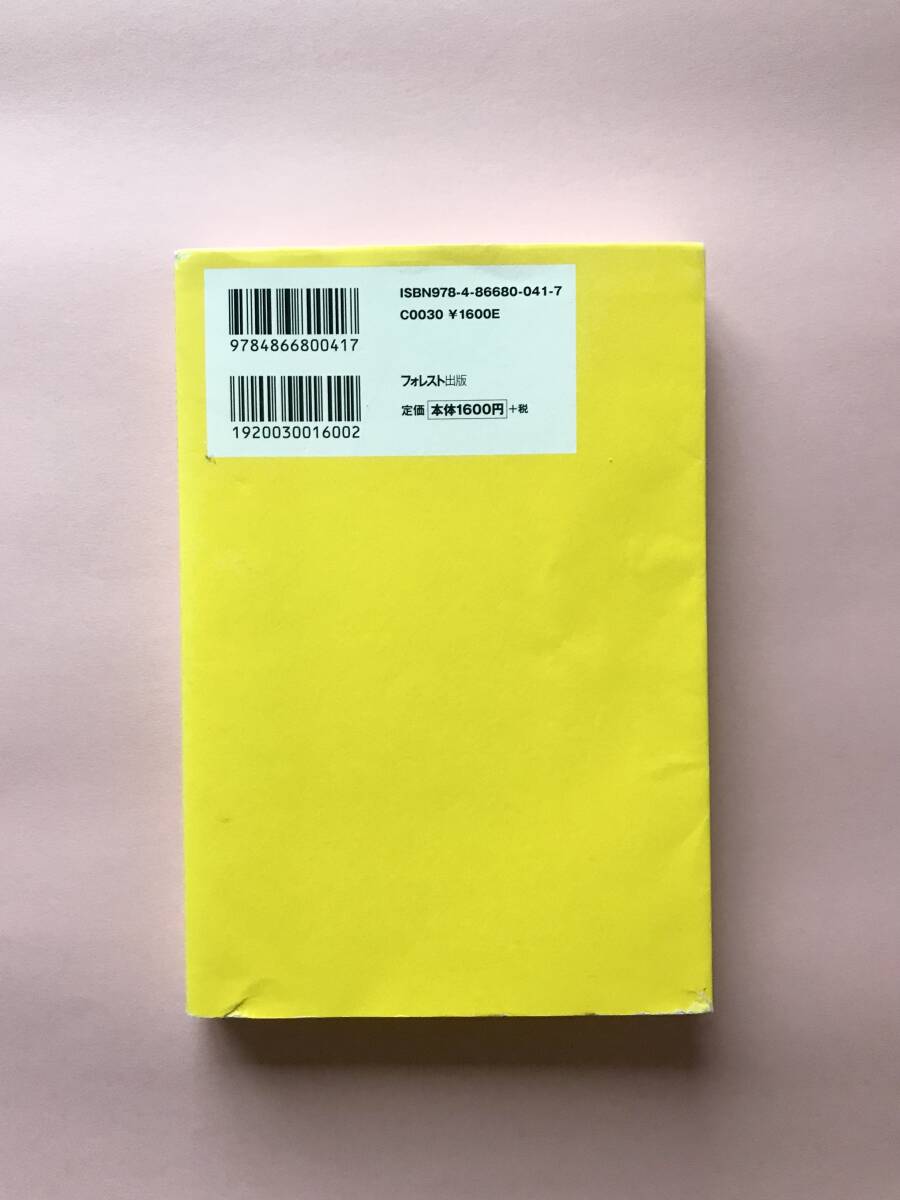 ISBN978-4-86680-041-7
C0030 ¥1600E
9784866800417
フォレスト出版
定価 本体1600円 +税
1920030016002